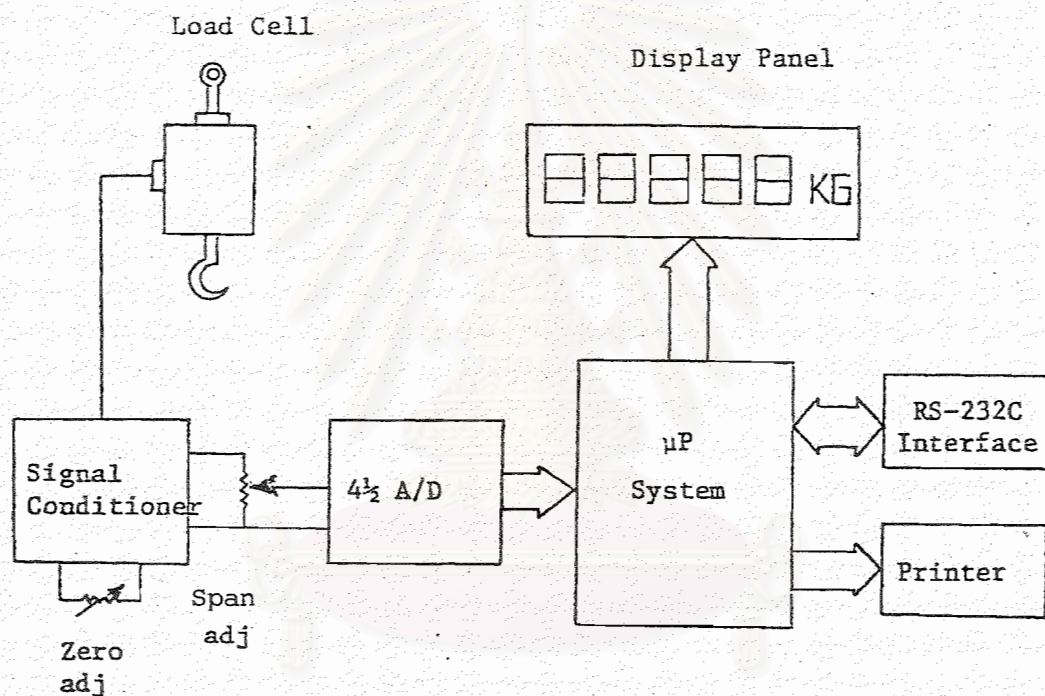 Load Cell
Display Panel
KG
Signal
Conditioner
4½ A/D
µP
System
RS-232C
Interface
Printer
Span
adj
Zero
adj